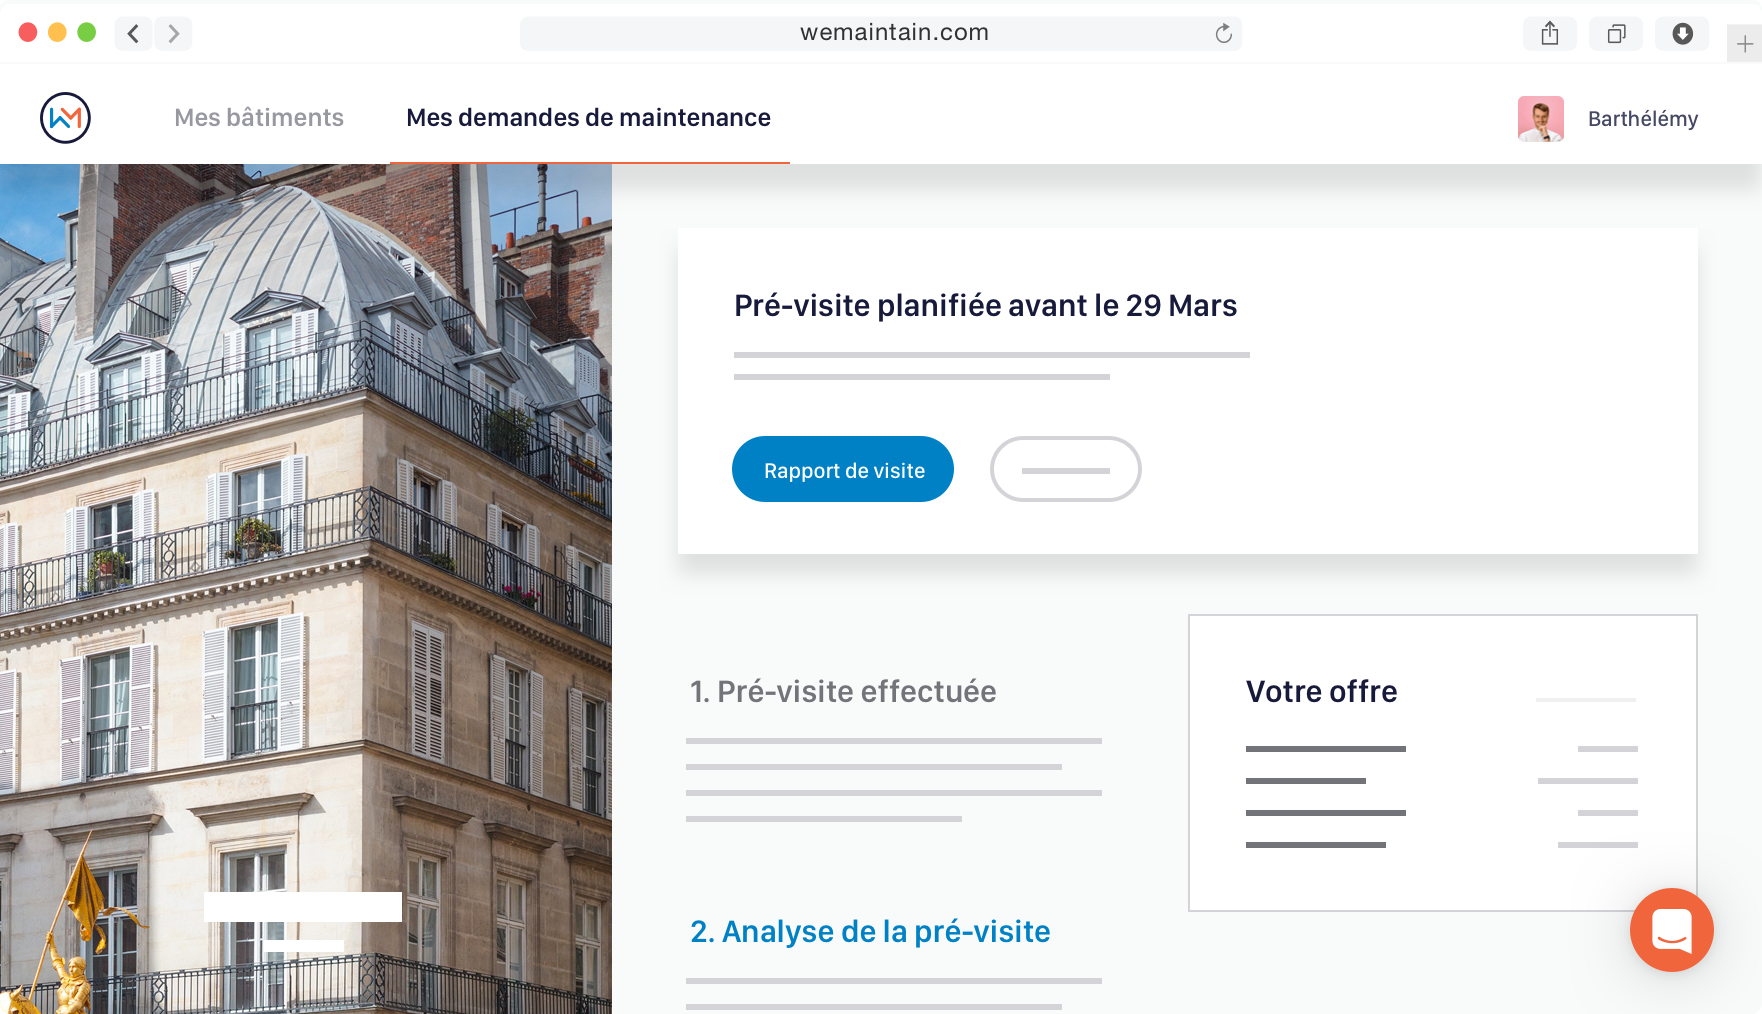 wemaintain.com
Mes bâtiments
Mes demandes de maintenance
Barthélémy
Pré-visite planifiée avant le 29 Mars
Rapport de visite
1. Pré-visite effectuée
Votre offre
2. Analyse de la pré-visite